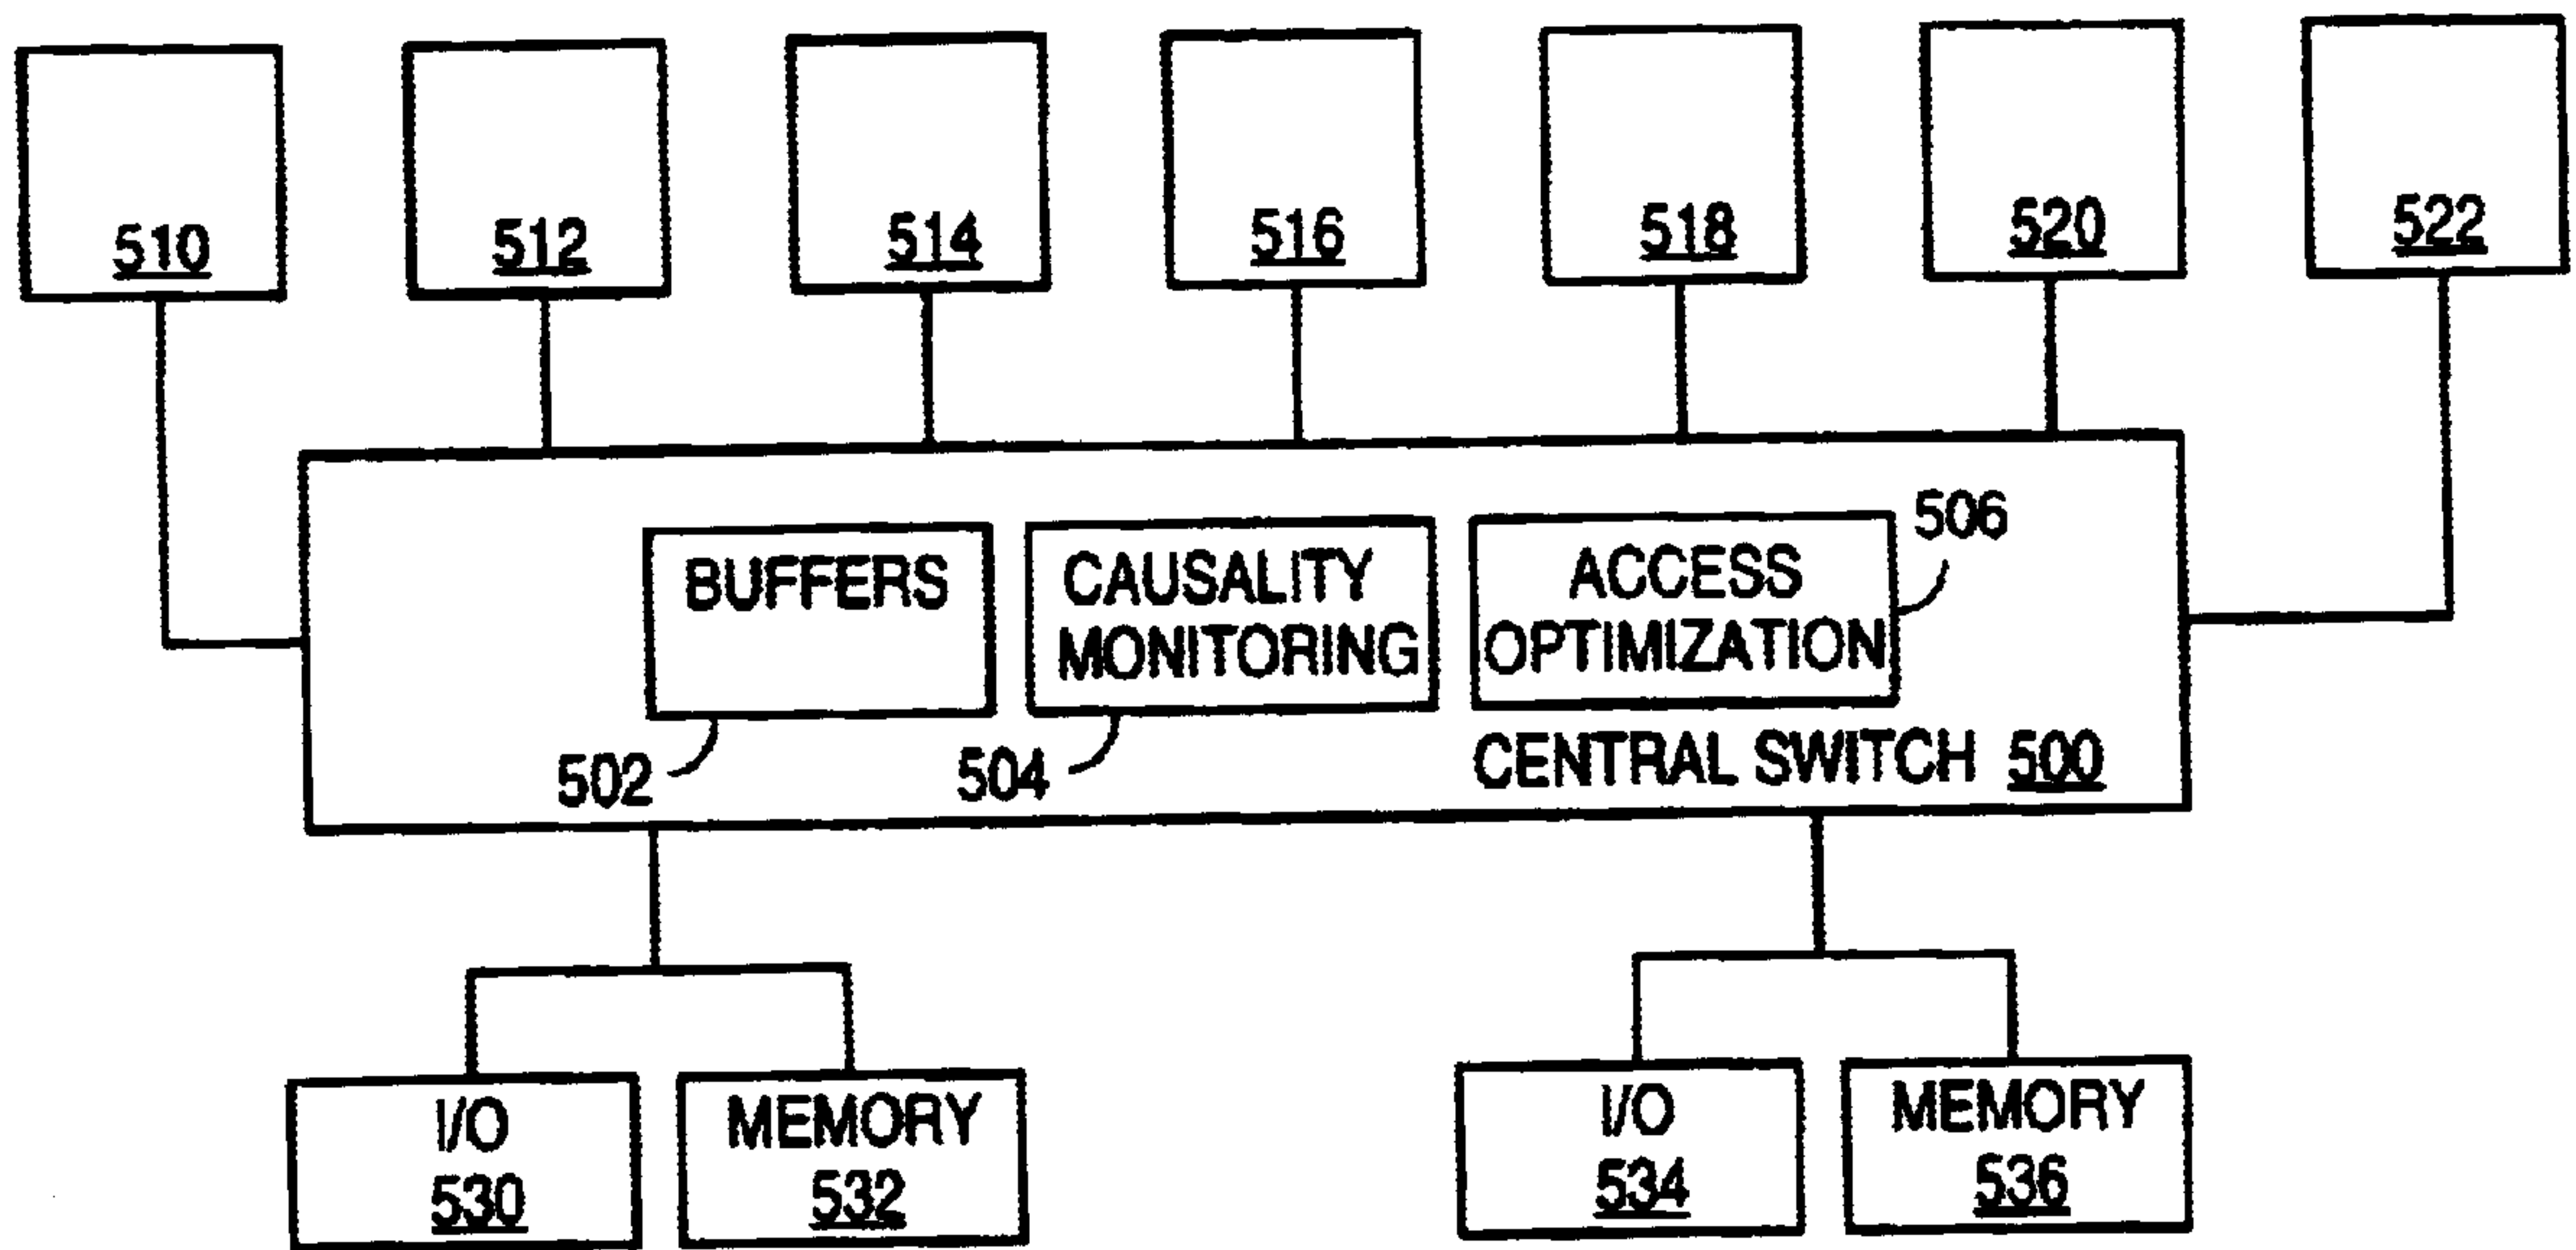 510
512
514
516
518
520
522
506
BUFFERS
CAUSALITY
MONITORING
ACCESS
OPTIMIZATION
502
504
CENTRAL SWITCH 500
I/O
530
MEMORY
532
I/O
534
MEMORY
536